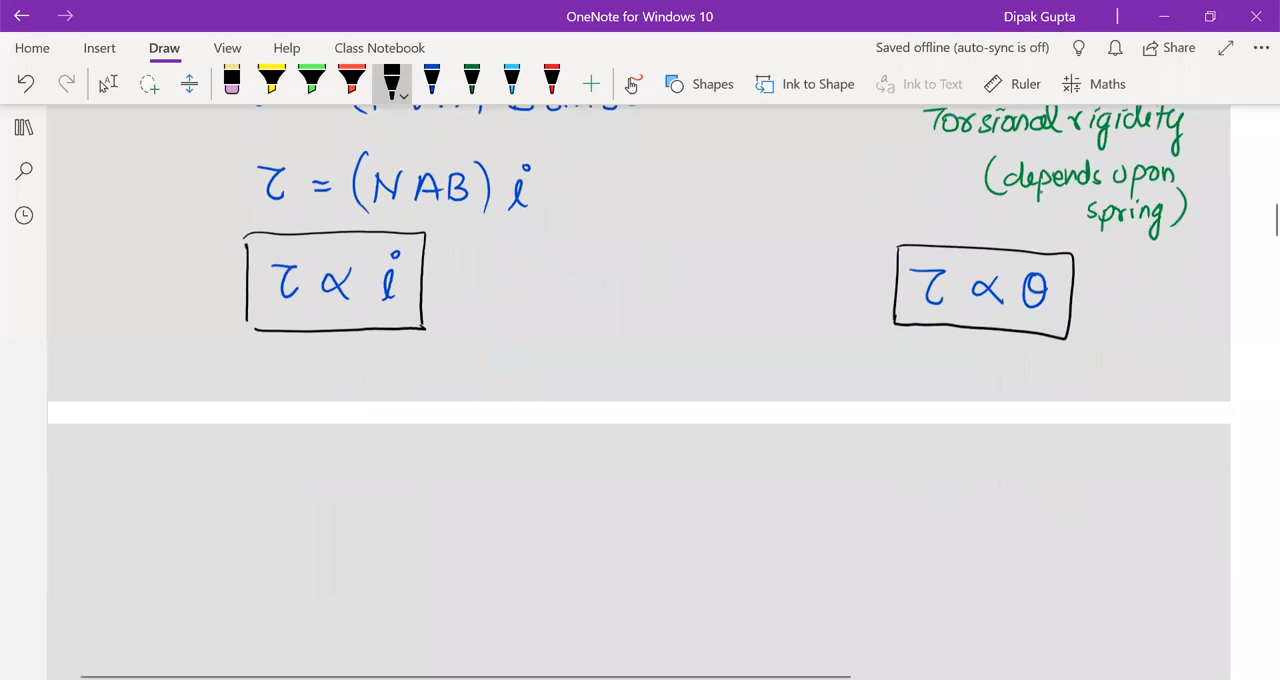 OneNote for Windows 10
Dipak Gupta
Home Insert Draw View Help Class Notebook
Saved offline (auto-sync is off) Share
Shapes Ink to Shape Ink to Text Ruler Maths
Torsional rigidity
(depends upon
spring)
τ = (NAB) i
τ ∝ i
τ ∝ θ